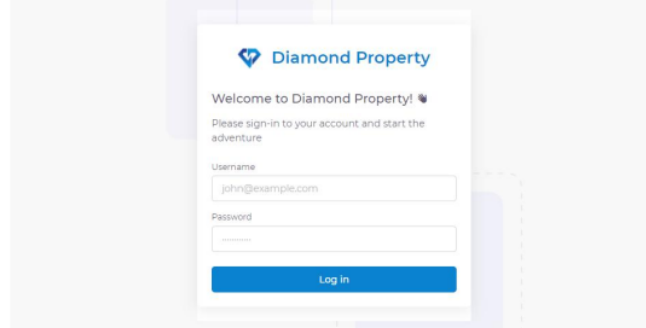 Diamond Property
Welcome to Diamond Property! 👋
Please sign-in to your account and start the
adventure
Username
john@example.com
Password
············
Log in